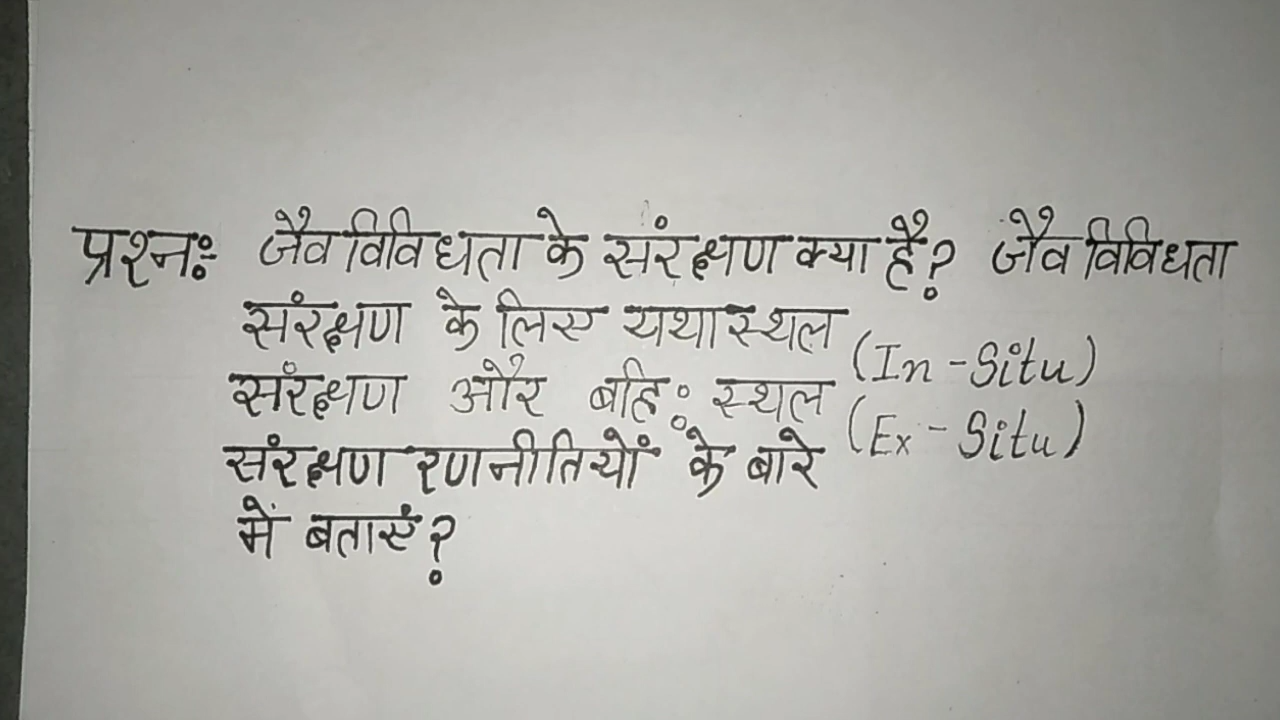 प्रश्नः जैव विविधता के संरक्षण क्या है? जैव विविधता
संरक्षण के लिए यथास्थल (In-Situ)
संरक्षण और बहिः स्थल (Ex-Situ)
संरक्षण रणनीतियों के बारे
में बताएं?